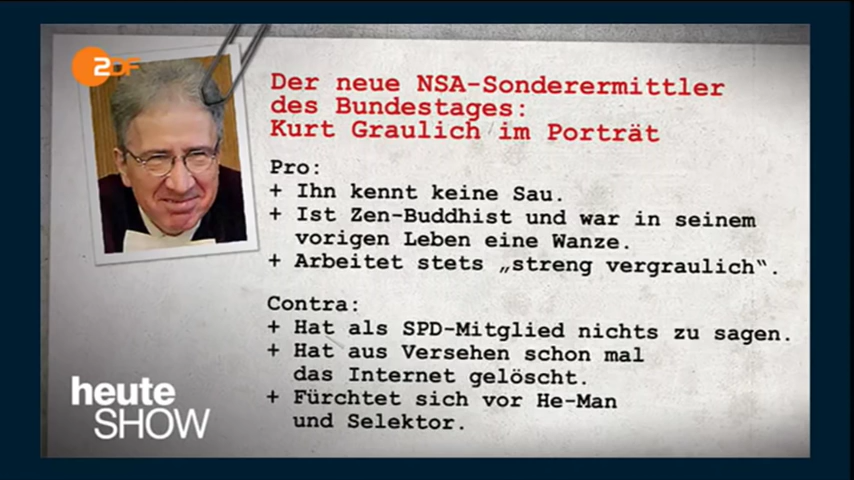 2DF
Der neue NSA-Sonderermittler
des Bundestages:
Kurt Graulich im Porträt
Pro:
+ Ihn kennt keine Sau.
+ Ist Zen-Buddhist und war in seinem
vorigen Leben eine Wanze.
+ Arbeitet stets „streng vergraulich“.
Contra:
+ Hat als SPD-Mitglied nichts zu sagen.
+ Hat aus Versehen schon mal
das Internet gelöscht.
+ Fürchtet sich vor He-Man
und Selektor.
heute
SHOW